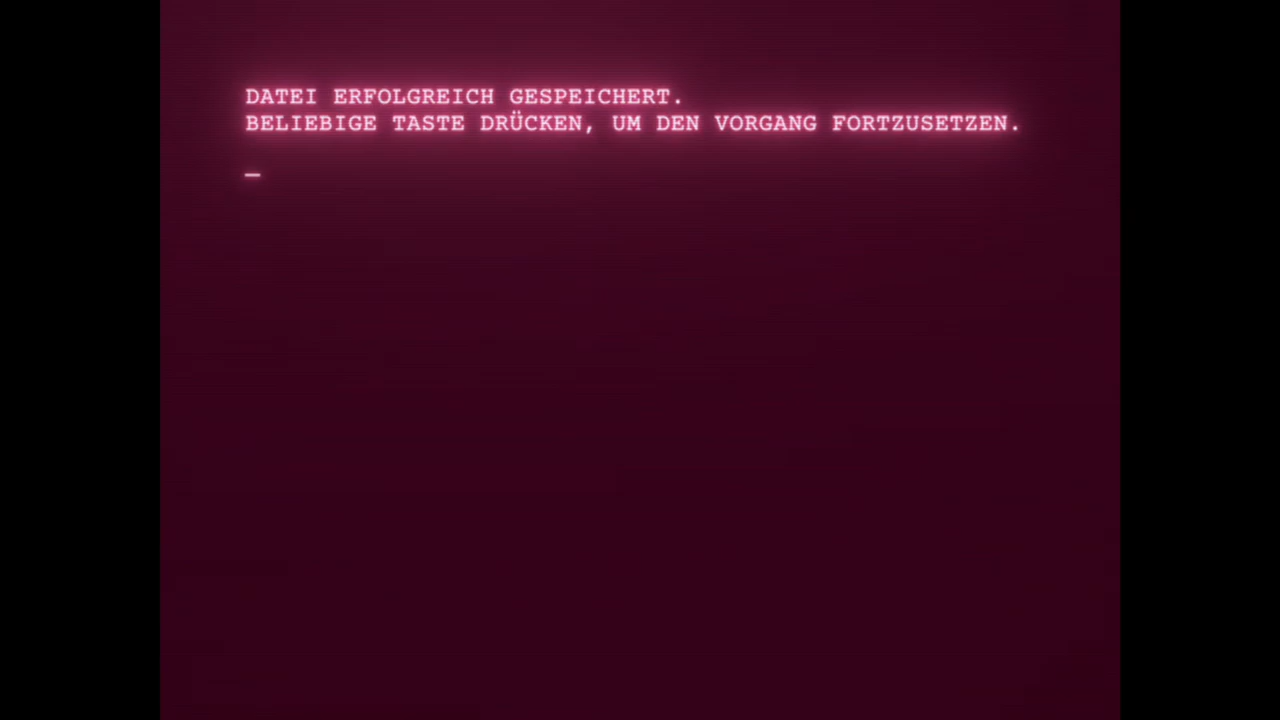 DATEI ERFOLGREICH GESPEICHERT.
BELIEBIGE TASTE DRÜCKEN, UM DEN VORGANG FORTZUSETZEN.
_